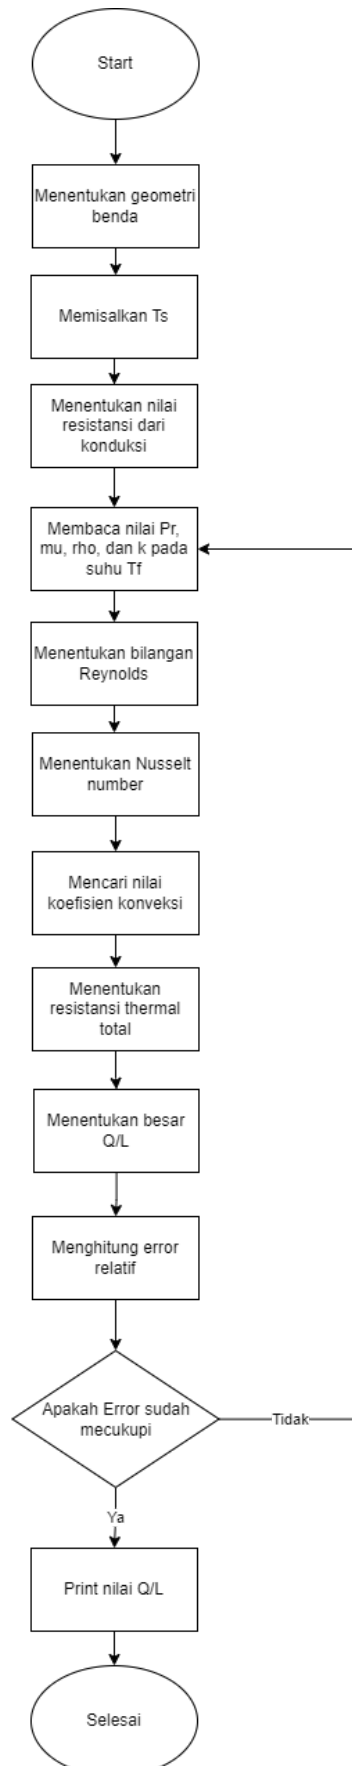 Start
Menentukan geometri
benda
Memisalkan Ts
Menentukan nilai
resistansi dari
konduksi
Membaca nilai Pr,
mu, rho, dan k pada
suhu Tf
Menentukan bilangan
Reynolds
Menentukan Nusselt
number
Mencari nilai
koefisien konveksi
Menentukan
resistansi thermal
total
Menentukan besar
Q/L
Menghitung error
relatif
Apakah Error sudah
mecukupi
Tidak
Ya
Print nilai Q/L
Selesai